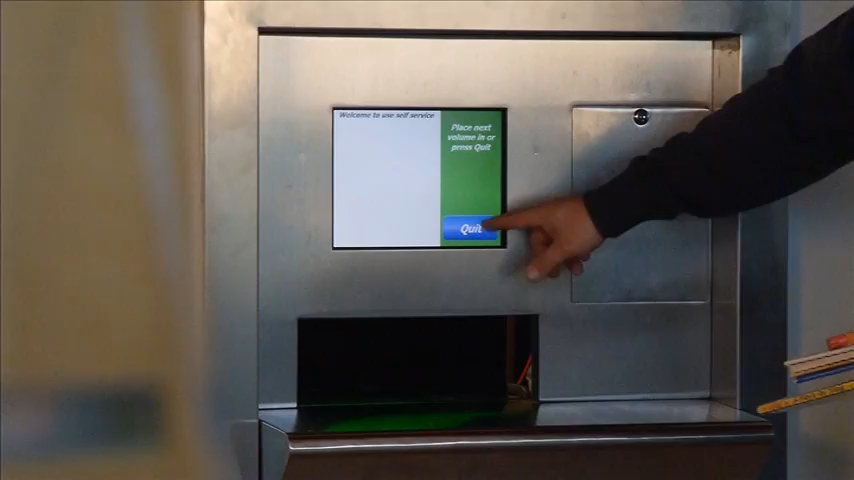 Welcome to use self service
Place next
volume in or
press Quit
Quit